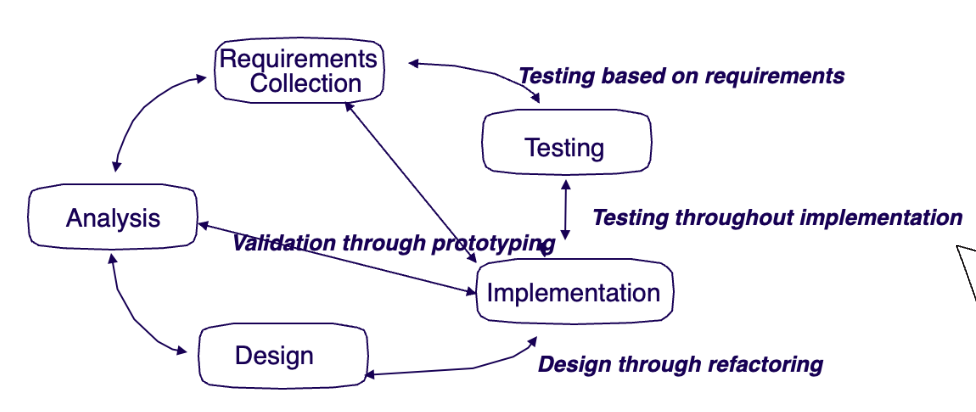 Requirements
Collection
Testing based on requirements
Testing
Analysis
Testing throughout implementation
Validation through prototyping
Implementation
Design
Design through refactoring